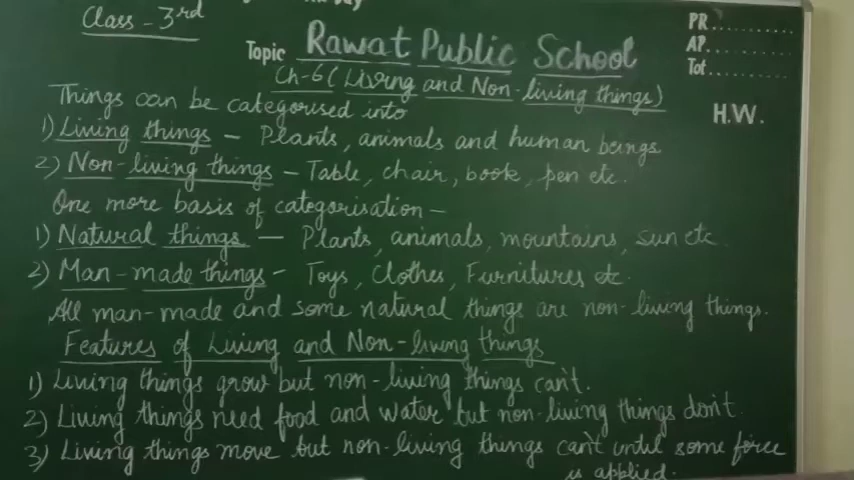 Class - 3rd
Topic Rawat Public School
PR..........
AP..........
Tot..........
Ch-6 (Living and Non-living things)
H.W.
Things can be categorised into
1) Living things - Plants, animals and human beings
2) Non-living things - Table, chair, book, pen etc.
One more basis of categorisation -
1) Natural things - Plants, animals, mountains, sun etc
2) Man-made things - Toys, Clothes, Furnitures etc.
All man-made and some natural things are non-living things.
Features of Living and Non-living things
1) Living things grow but non-living things can't.
2) Living things need food and water but non-living things don't.
3) Living things move but non-living things can't until some force
is applied.